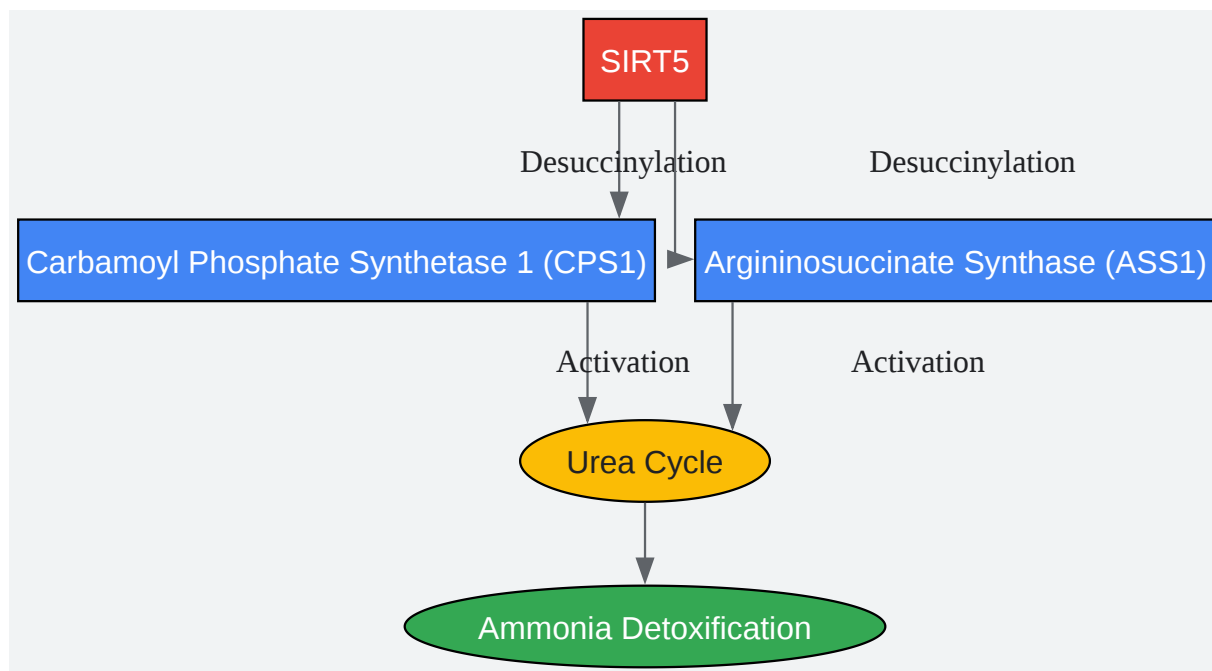 SIRT5
Desuccinylation
Desuccinylation
Carbamoyl Phosphate Synthetase 1 (CPS1)
Argininosuccinate Synthase (ASS1)
Activation
Activation
Urea Cycle
Ammonia Detoxification